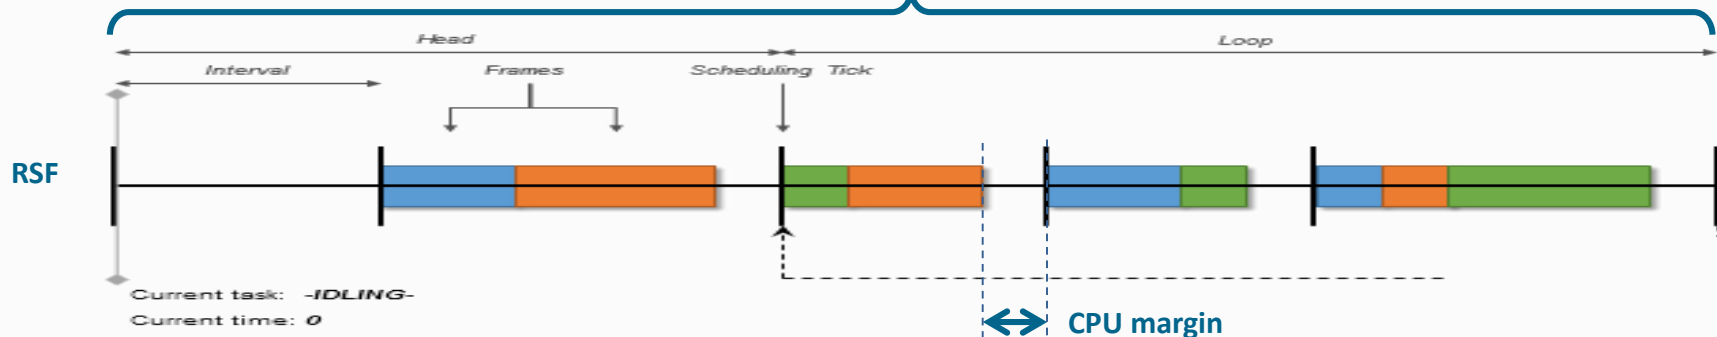 Head
Loop
Interval
Frames
Scheduling Tick
RSF
Current task: -IDLING-
Current time: 0
CPU margin